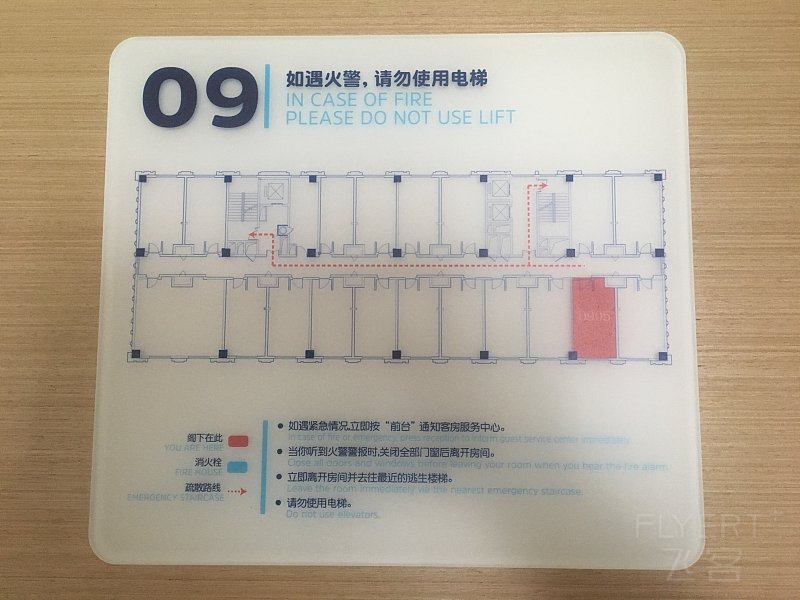 09
如遇火警，请勿使用电梯
IN CASE OF FIRE
PLEASE DO NOT USE LIFT
0905
阁下在此
YOU ARE HERE
消火栓
FIRE HOUSE
疏散路线
EMERGENCY STAIRCASE
如遇紧急情况,立即按“前台”通知客房服务中心。
In case of fire or emergency, press reception to inform guest service center immediately.
当你听到火警警报时,关闭全部门窗后离开房间。
Close all doors and windows before leaving your room when you hear the fire alarm.
立即离开房间并去往最近的逃生楼梯。
Leave the room immediately via the nearest emergency staircase.
请勿使用电梯。
Do not use elevators.
FLYERT
飞客